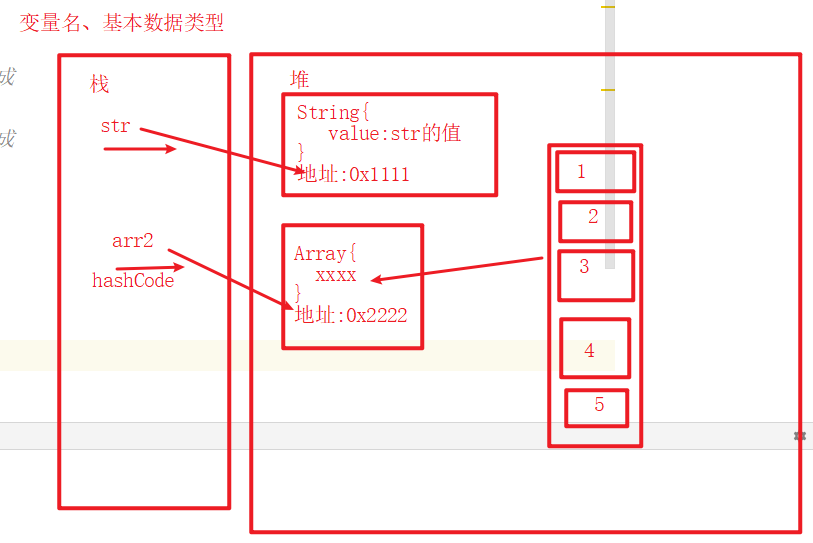 变量名、基本数据类型
成
成
栈
str
arr2
hashCode
堆
String{
value:str的值
}
地址:0x1111
Array{
xxxx
}
地址:0x2222
1
2
3
4
5